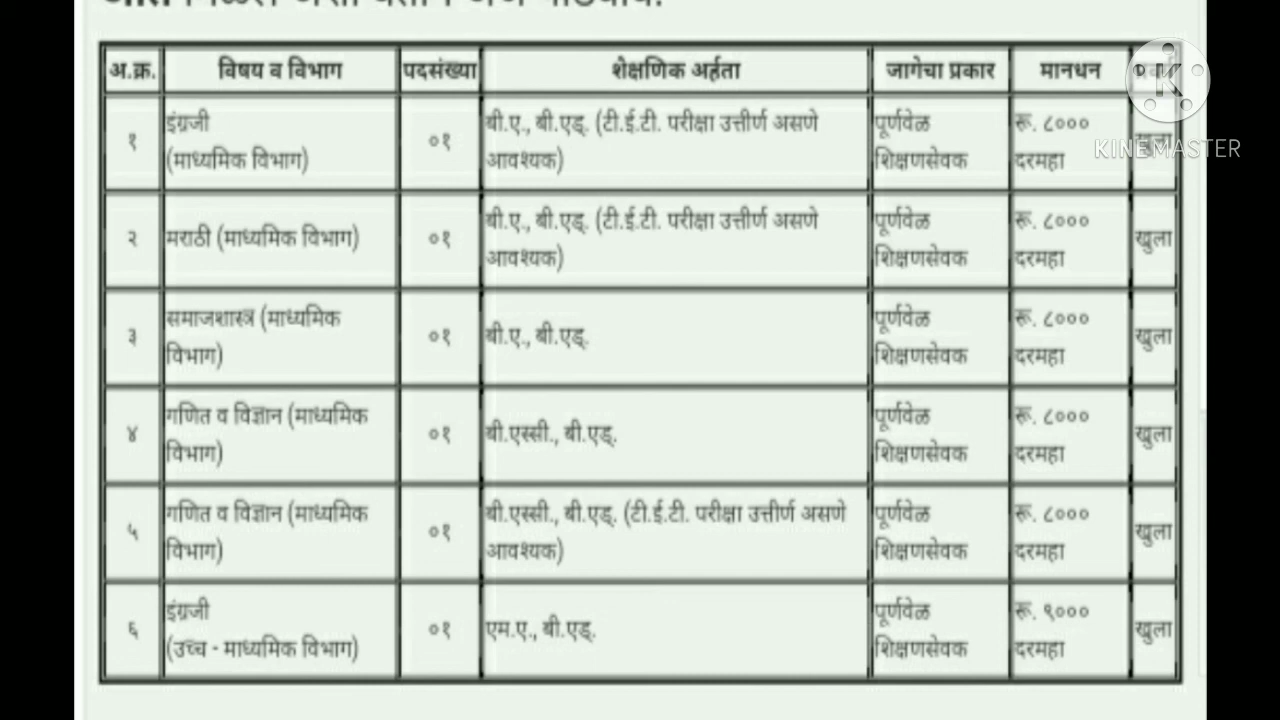 अ.क्र. विषय व विभाग पदसंख्या शैक्षणिक अर्हता जागेचा प्रकार मानधन
१ इंग्रजी (माध्यमिक विभाग) ०१ बी.ए., बी.एड्. (टी.ई.टी. परीक्षा उत्तीर्ण असणे आवश्यक) पूर्णवेळ शिक्षणसेवक रू. ८००० दरमहा खुला
२ मराठी (माध्यमिक विभाग) ०१ बी.ए., बी.एड्. (टी.ई.टी. परीक्षा उत्तीर्ण असणे आवश्यक) पूर्णवेळ शिक्षणसेवक रू. ८००० दरमहा खुला
३ समाजशास्त्र (माध्यमिक विभाग) ०१ बी.ए., बी.एड्. पूर्णवेळ शिक्षणसेवक रू. ८००० दरमहा खुला
४ गणित व विज्ञान (माध्यमिक विभाग) ०१ बी.एस्सी., बी.एड्. पूर्णवेळ शिक्षणसेवक रू. ८००० दरमहा खुला
५ गणित व विज्ञान (माध्यमिक विभाग) ०१ बी.एस्सी., बी.एड्. (टी.ई.टी. परीक्षा उत्तीर्ण असणे आवश्यक) पूर्णवेळ शिक्षणसेवक रू. ८००० दरमहा खुला
६ इंग्रजी (उच्च - माध्यमिक विभाग) ०१ एम.ए., बी.एड्. पूर्णवेळ शिक्षणसेवक रू. ९००० दरमहा खुला
K
KINEMASTER